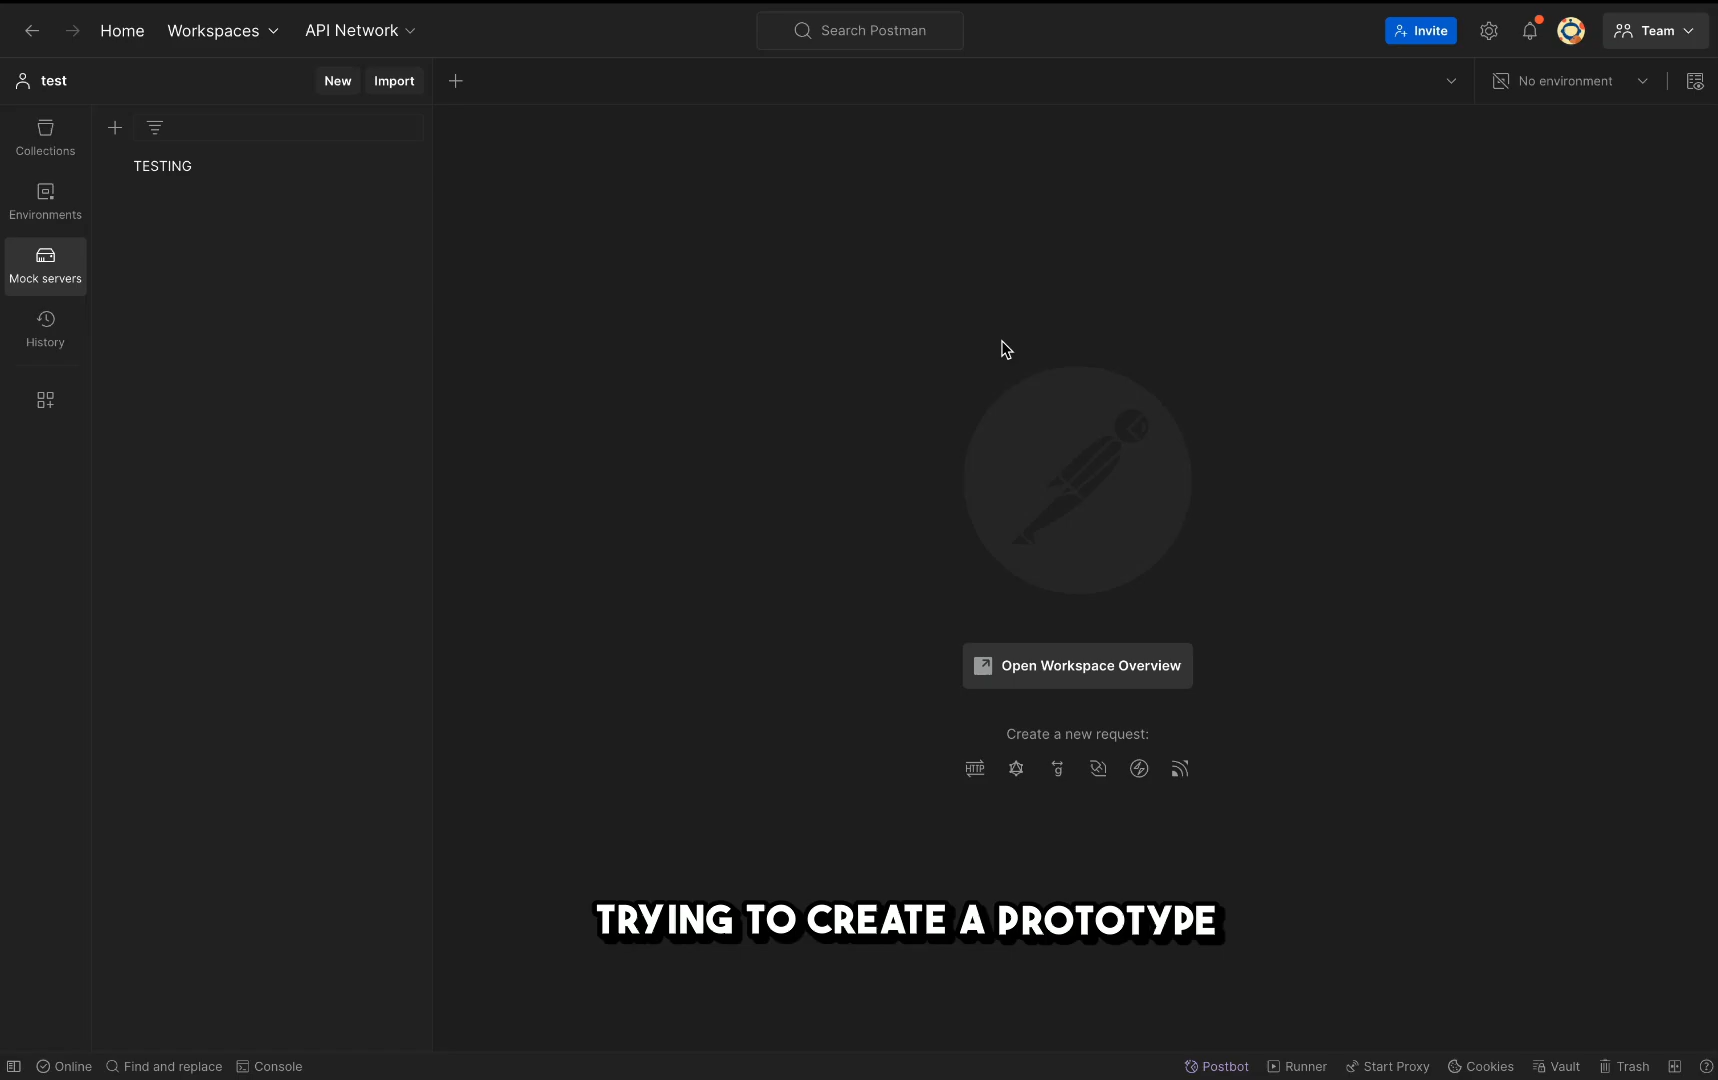 Home
Workspaces
API Network
Search Postman
Invite
Team
test
New
Import
No environment
Collections
TESTING
Environments
Mock servers
History
Open Workspace Overview
Create a new request:
HTTP
g
TRYING TO CREATE A PROTOTYPE
Online
Find and replace
Console
Postbot
Runner
Start Proxy
Cookies
Vault
Trash